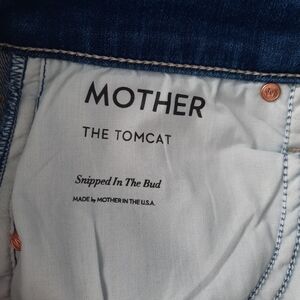 MOTHER
THE TOMCAT
Snipped In The Bud
MADE by MOTHER IN THE U.S.A.